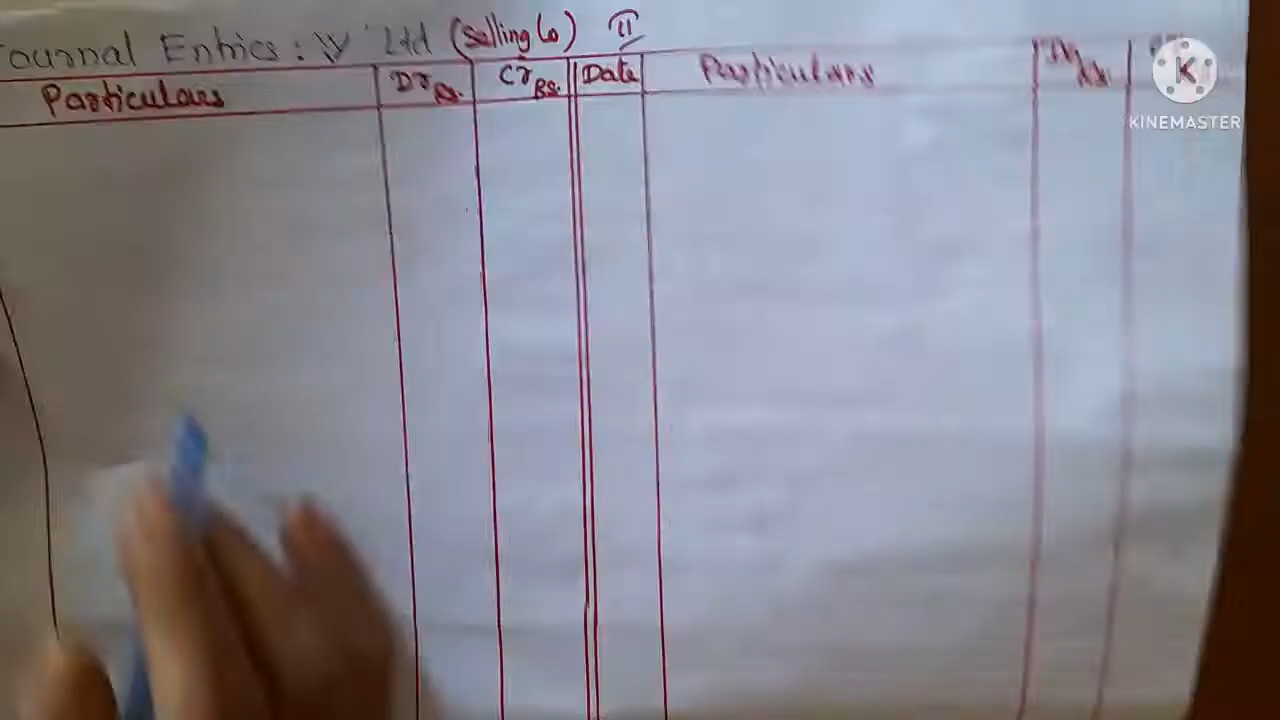 Journal Entries: V Ltd (Selling Co) II
Particulars Dr Rs. Cr Rs. Date Particulars
K
KINEMASTER